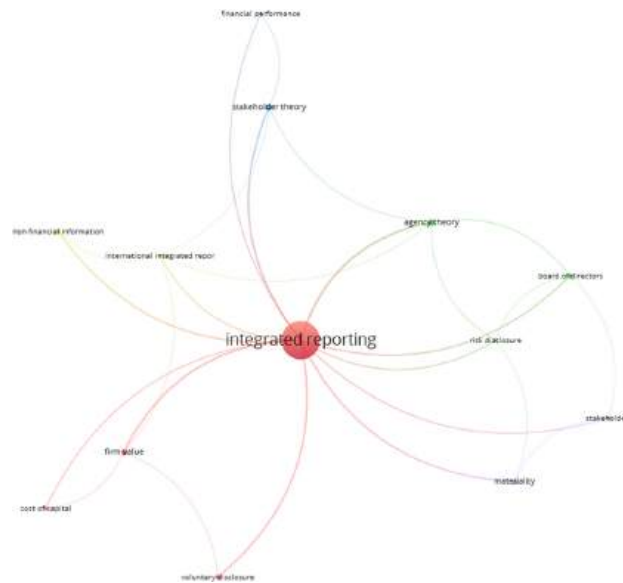 financial performance
stakeholder theory
agency theory
non-financial information
international integrated repor
board of directors
integrated reporting
risk disclosure
stakeholde
firm value
materiality
cost of capital
voluntary disclosure